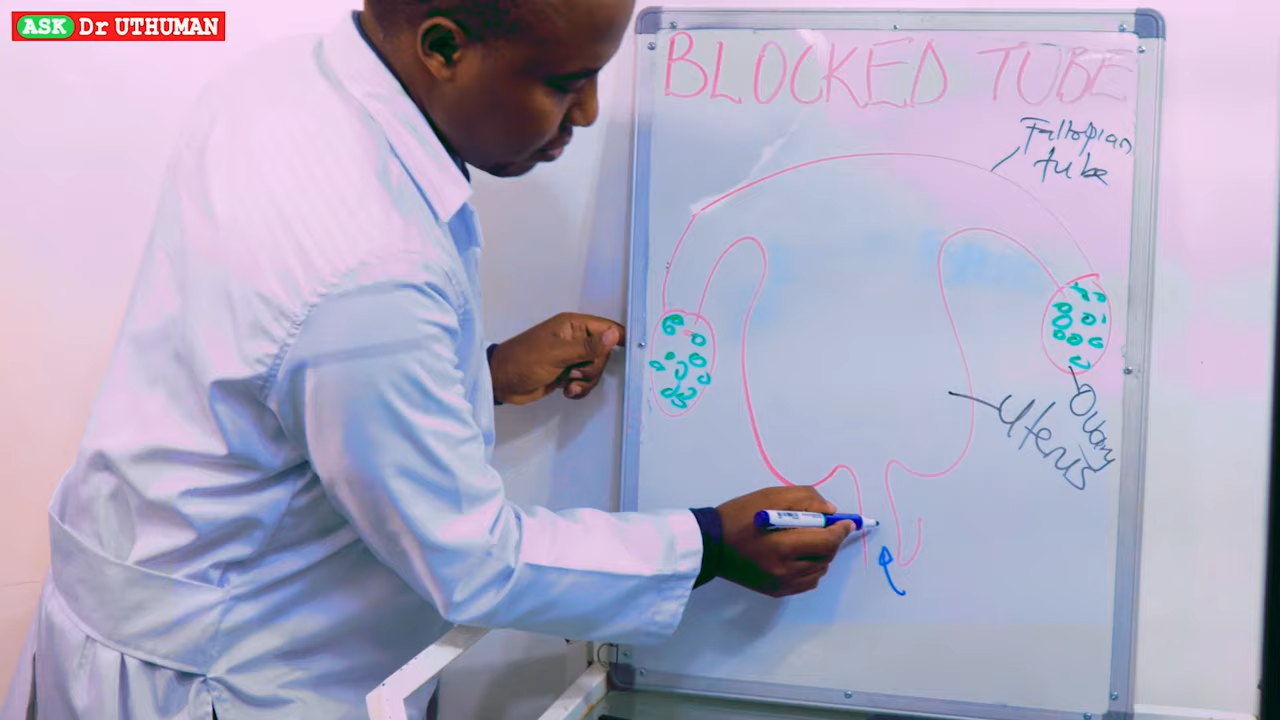 ASK Dr UTHUMAN
BLOCKED TUBE
Fallopian
tube
Ovary
Uterus